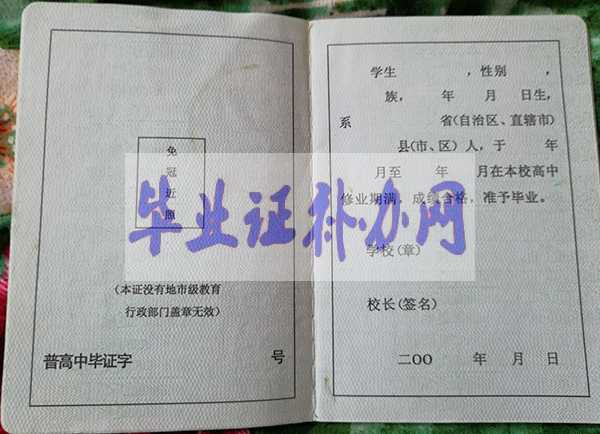 免
冠
近
照
(本证没有地市级教育
行政部门盖章无效)
普高中毕证字 号
学生 ,性别 ,
族, 年 月 日生,
系 省(自治区、直辖市)
县(市、区)人,于 年
月至 年 月在本校高中
修业期满,成绩合格,准予毕业。
学校(章)
校长(签名)
二OO 年 月 日
毕业证补办网